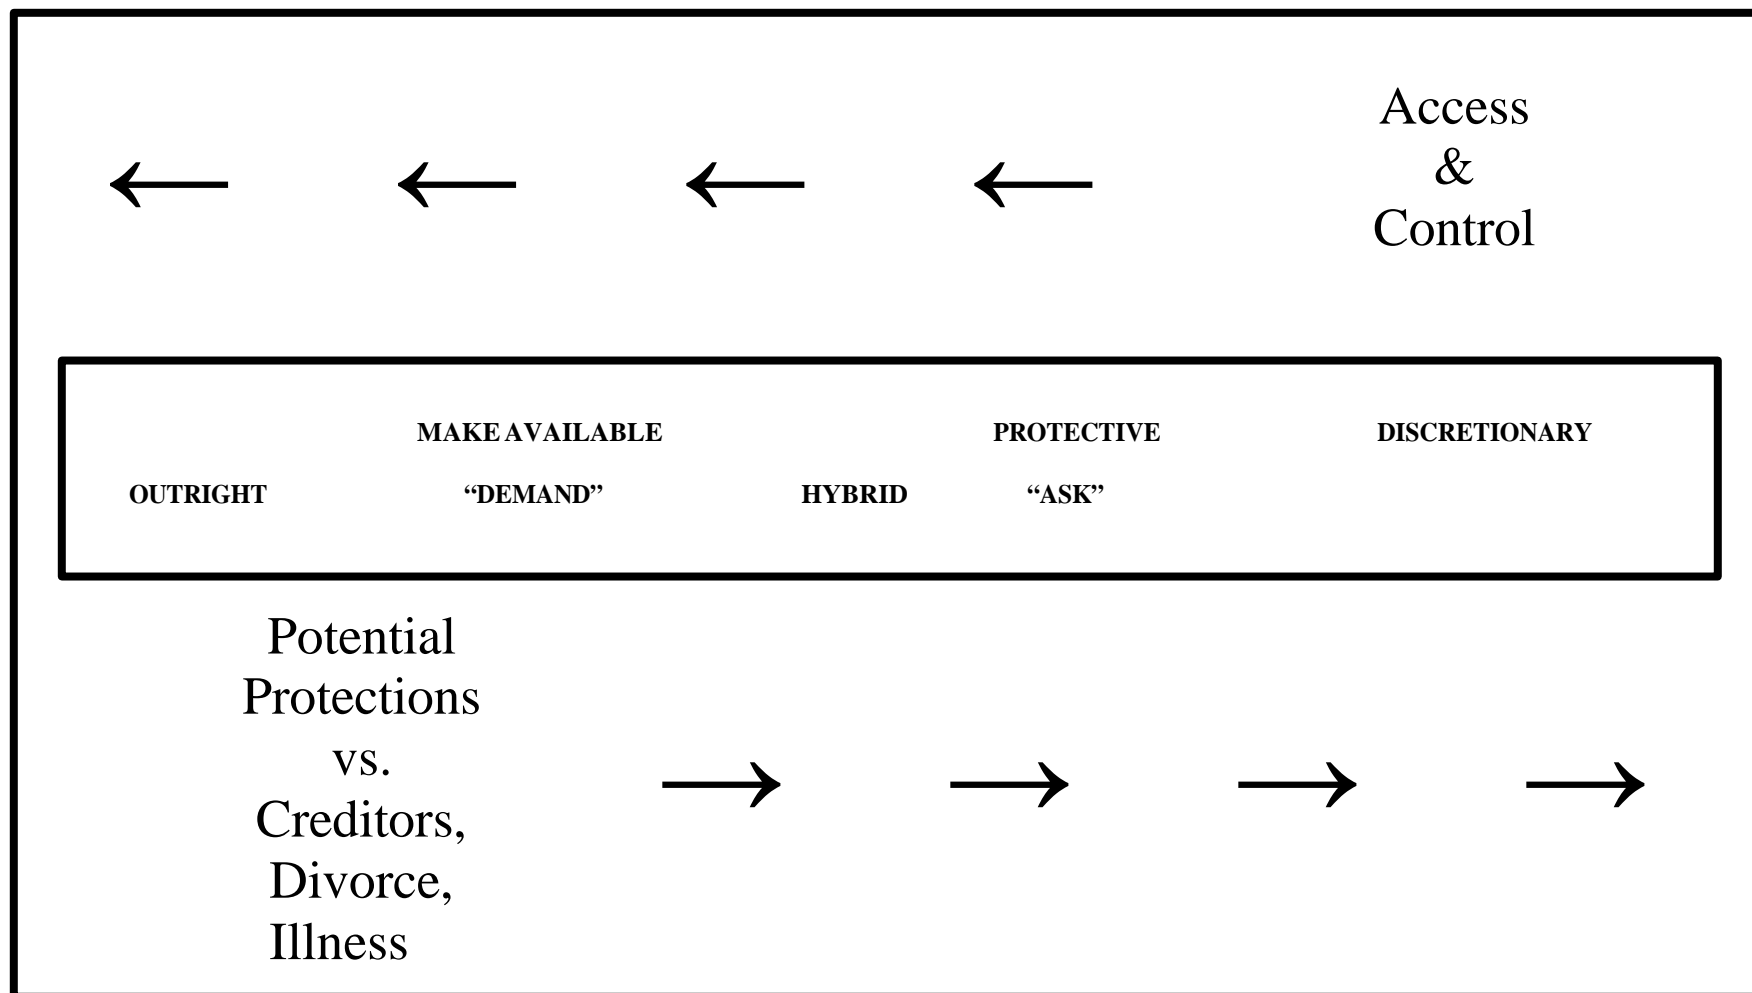 Access
&
Control
← ← ← ←
MAKE AVAILABLE PROTECTIVE DISCRETIONARY
OUTRIGHT “DEMAND” HYBRID “ASK”
Potential
Protections
vs.
Creditors,
Divorce,
Illness
→ → → →